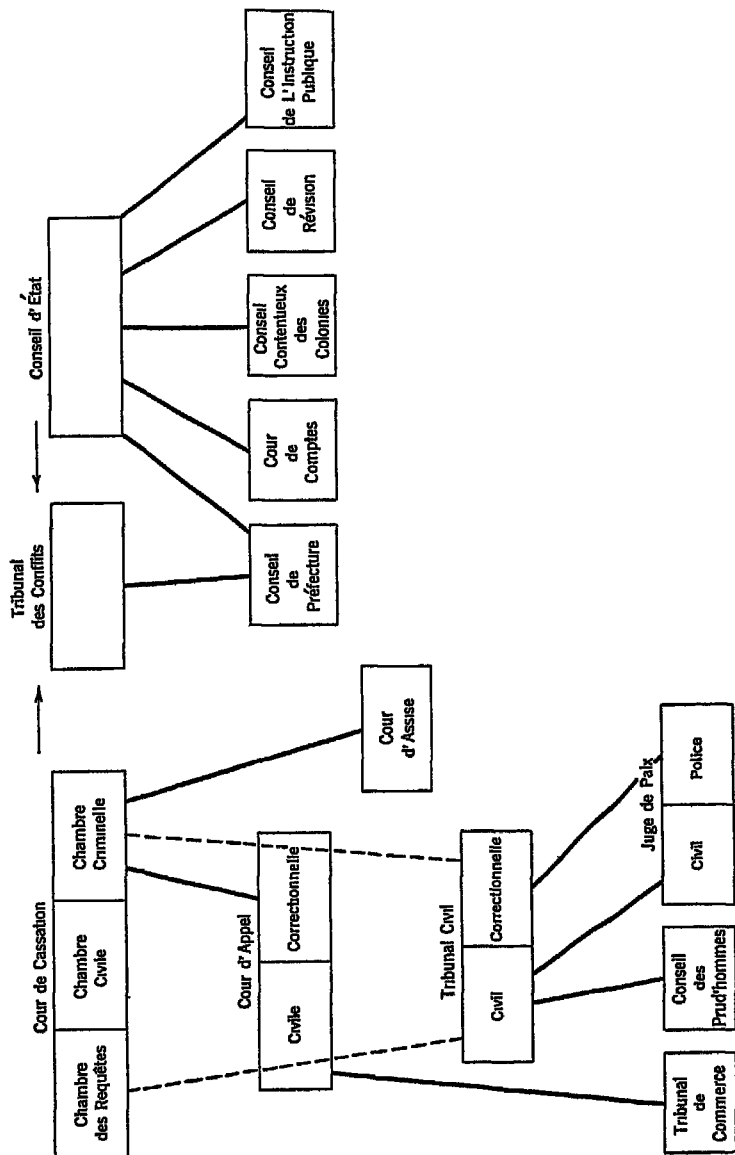 Cour de Cassation
Chambre
des Requêtes
Chambre
Civile
Chambre
Criminelle
Tribunal
des Conflits
Conseil d'État
Cour d'Appel
Civile
Correctionnelle
Cour
d'Assise
Conseil
de
Préfecture
Cour
de
Comptes
Conseil
Contentueux
des
Colonies
Conseil
de
Révision
Conseil
de L'Instruction
Publique
Tribunal Civil
Civil
Correctionnelle
Tribunal
de
Commerce
Conseil
des
Prud'hommes
Juge de Paix
Civil
Police